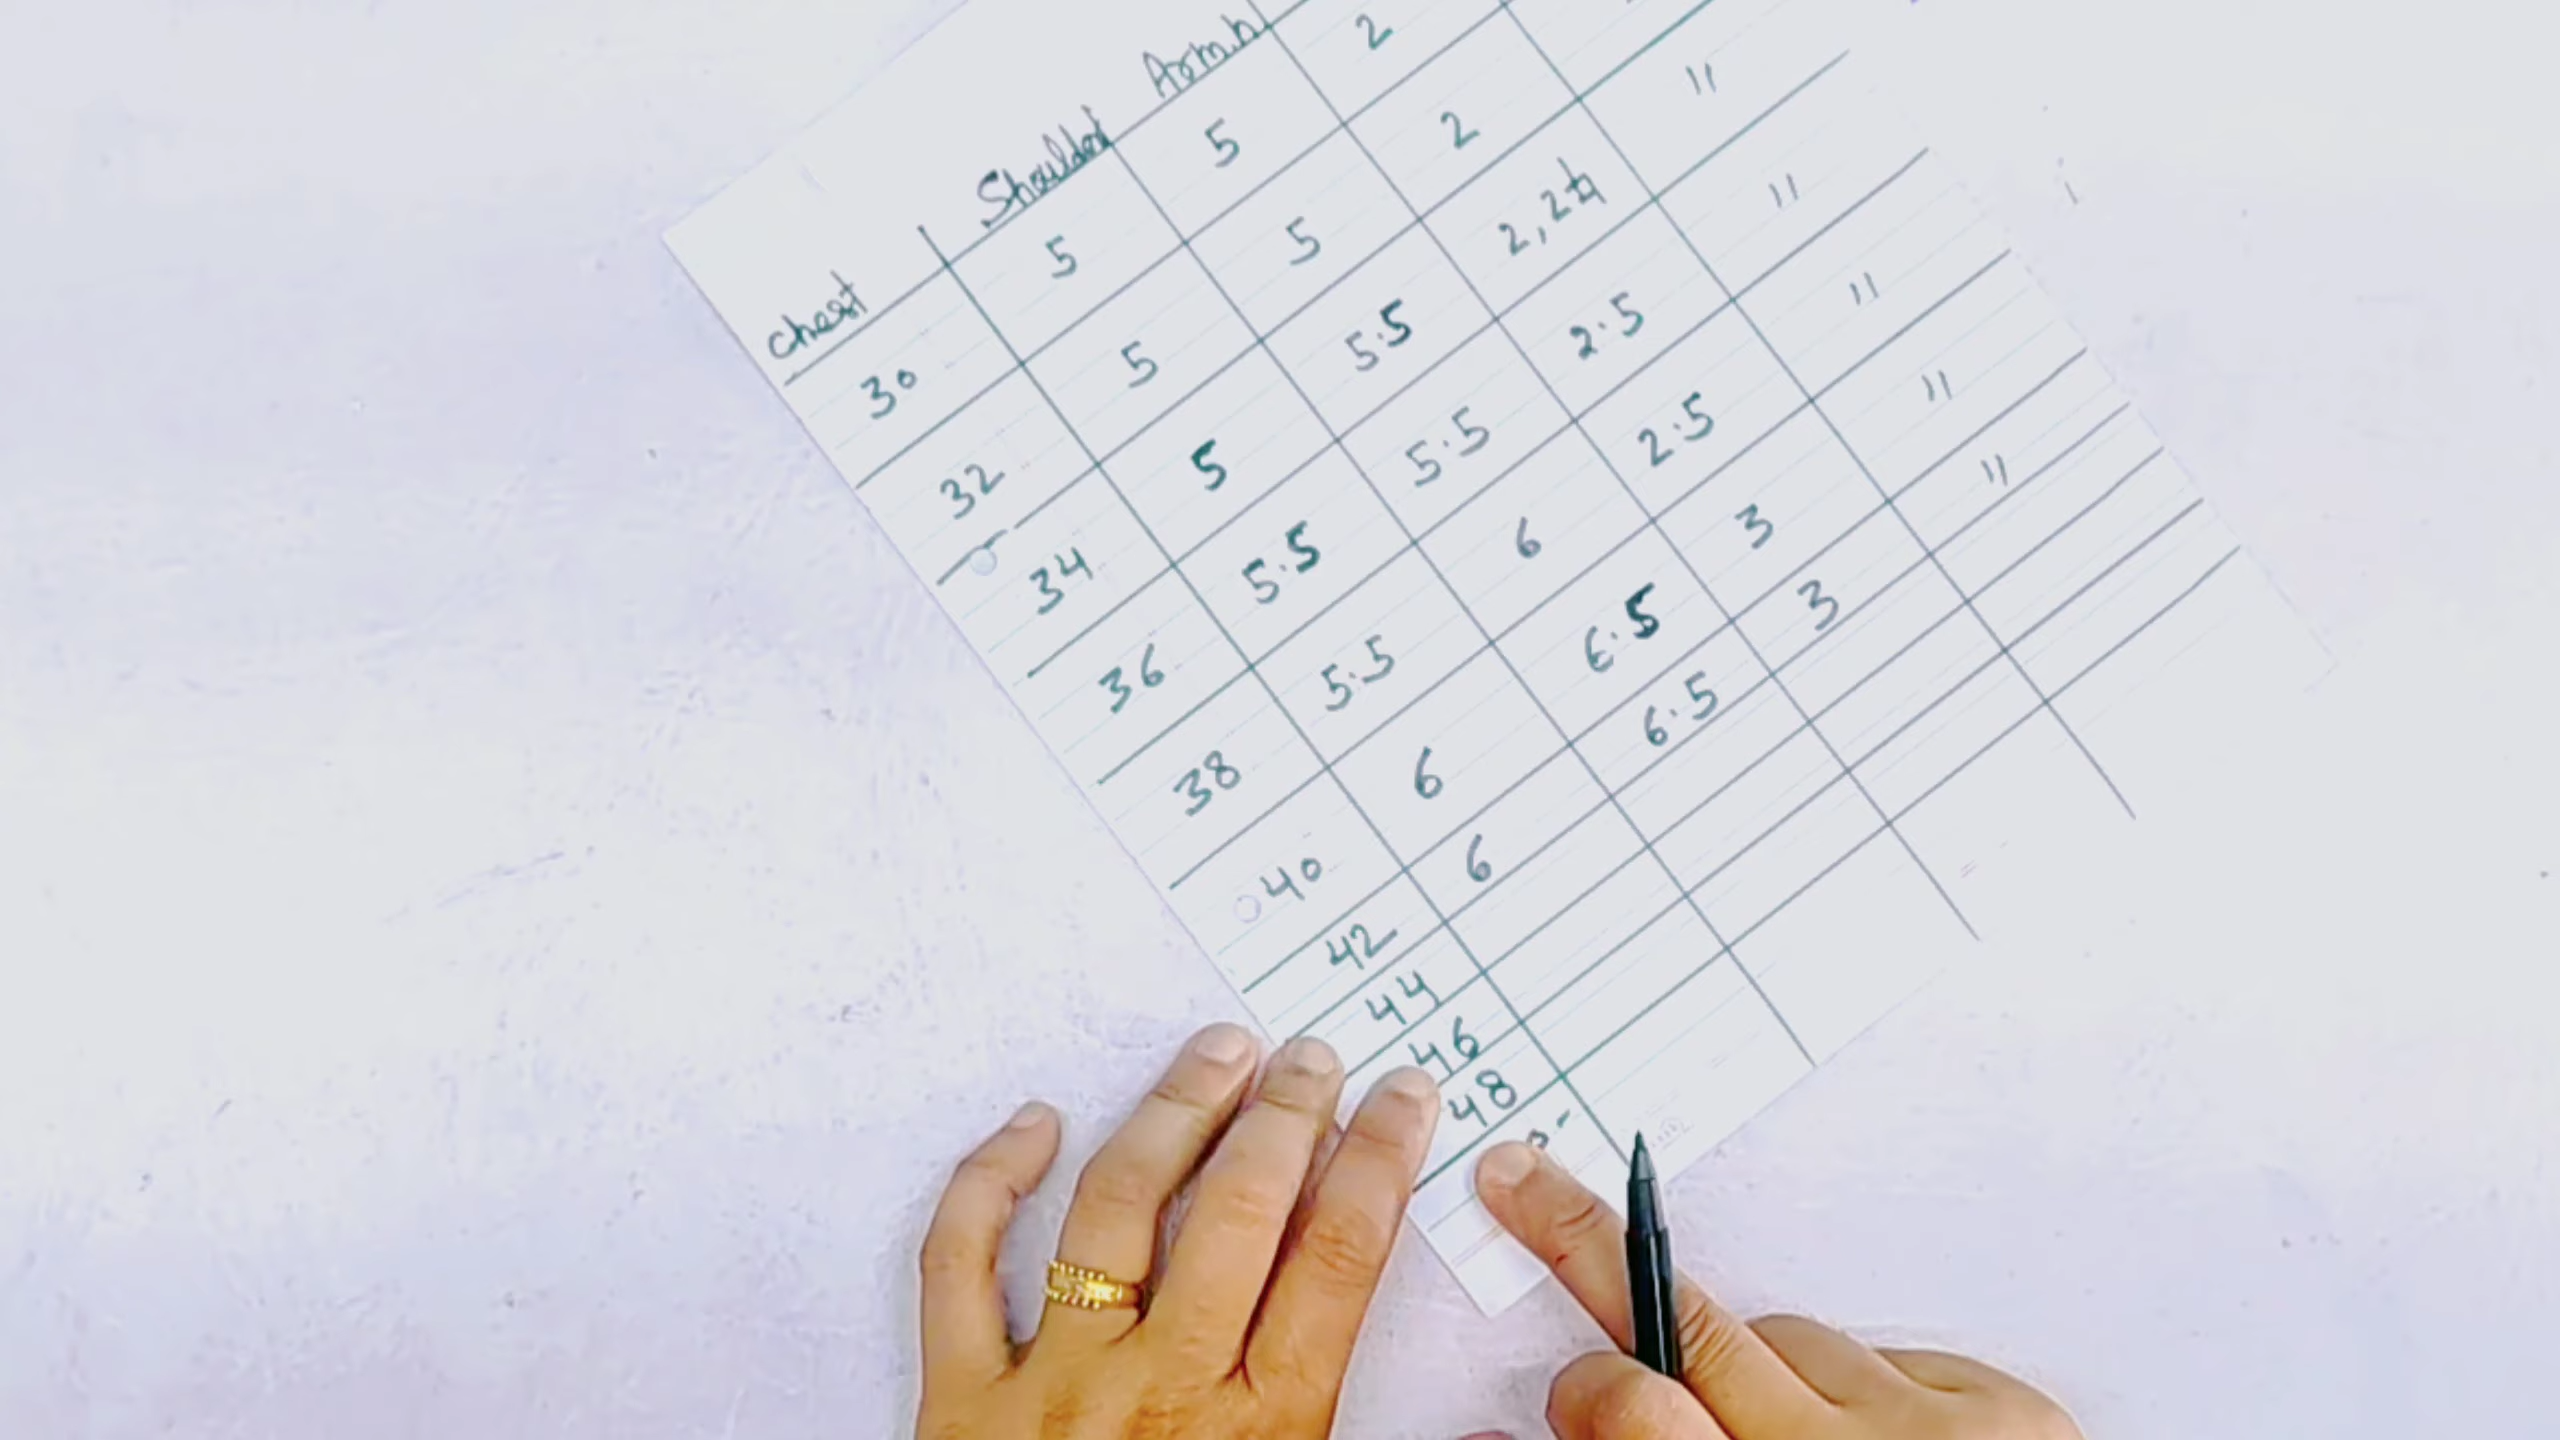 chest Shoulder Arm.h
30 5 5 2
32 5 5 2
34 5 5.5 2, 2¼ "
36 5.5 5.5 2.5 "
38 5.5 6 2.5 "
40 6 6.5 3 "
42 6 6.5 3 "
44
46
48